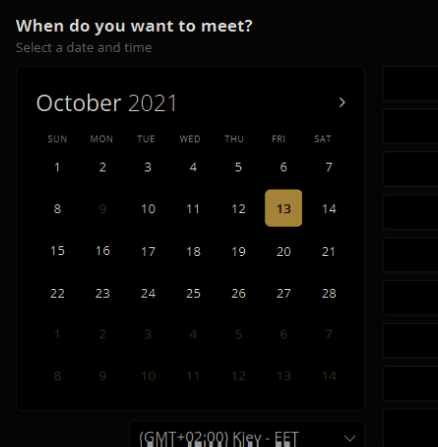 When do you want to meet?
Select a date and time
October 2021 >
SUN MON TUE WED THU FRI SAT
1 2 3 4 5 6 7
8 9 10 11 12 13 14
15 16 17 18 19 20 21
22 23 24 25 26 27 28
1 2 3 4 5 6 7
8 9 10 11 12 13 14
(GMT+02:00) Kiev - EET